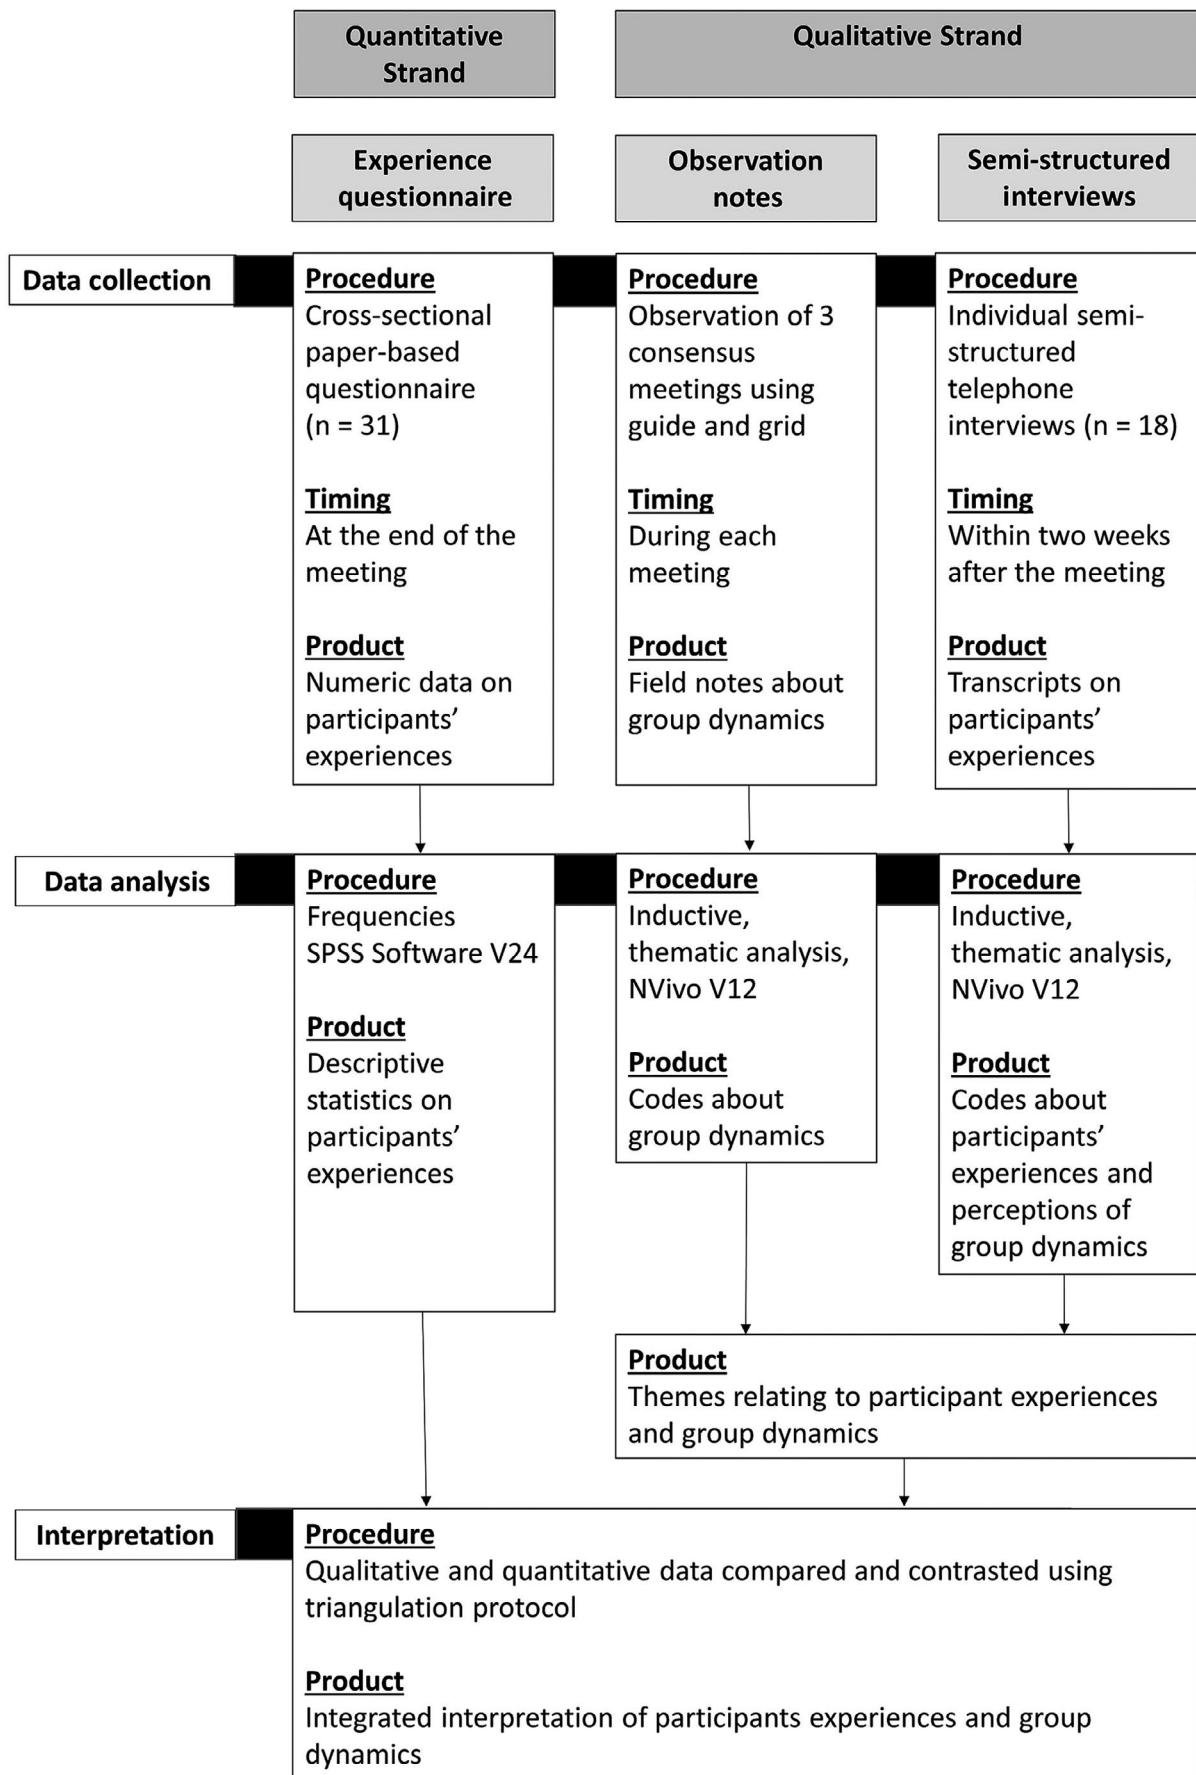 Quantitative
Strand
Qualitative Strand
Experience
questionnaire
Observation
notes
Semi-structured
interviews
Data collection
Procedure
Cross-sectional
paper-based
questionnaire
(n = 31)
Timing
At the end of the
meeting
Product
Numeric data on
participants’
experiences
Procedure
Observation of 3
consensus
meetings using
guide and grid
Timing
During each
meeting
Product
Field notes about
group dynamics
Procedure
Individual semi-
structured
telephone
interviews (n = 18)
Timing
Within two weeks
after the meeting
Product
Transcripts on
participants’
experiences
Data analysis
Procedure
Frequencies
SPSS Software V24
Product
Descriptive
statistics on
participants’
experiences
Procedure
Inductive,
thematic analysis,
NVivo V12
Product
Codes about
group dynamics
Procedure
Inductive,
thematic analysis,
NVivo V12
Product
Codes about
participants’
experiences and
perceptions of
group dynamics
Product
Themes relating to participant experiences
and group dynamics
Interpretation
Procedure
Qualitative and quantitative data compared and contrasted using
triangulation protocol
Product
Integrated interpretation of participants experiences and group
dynamics